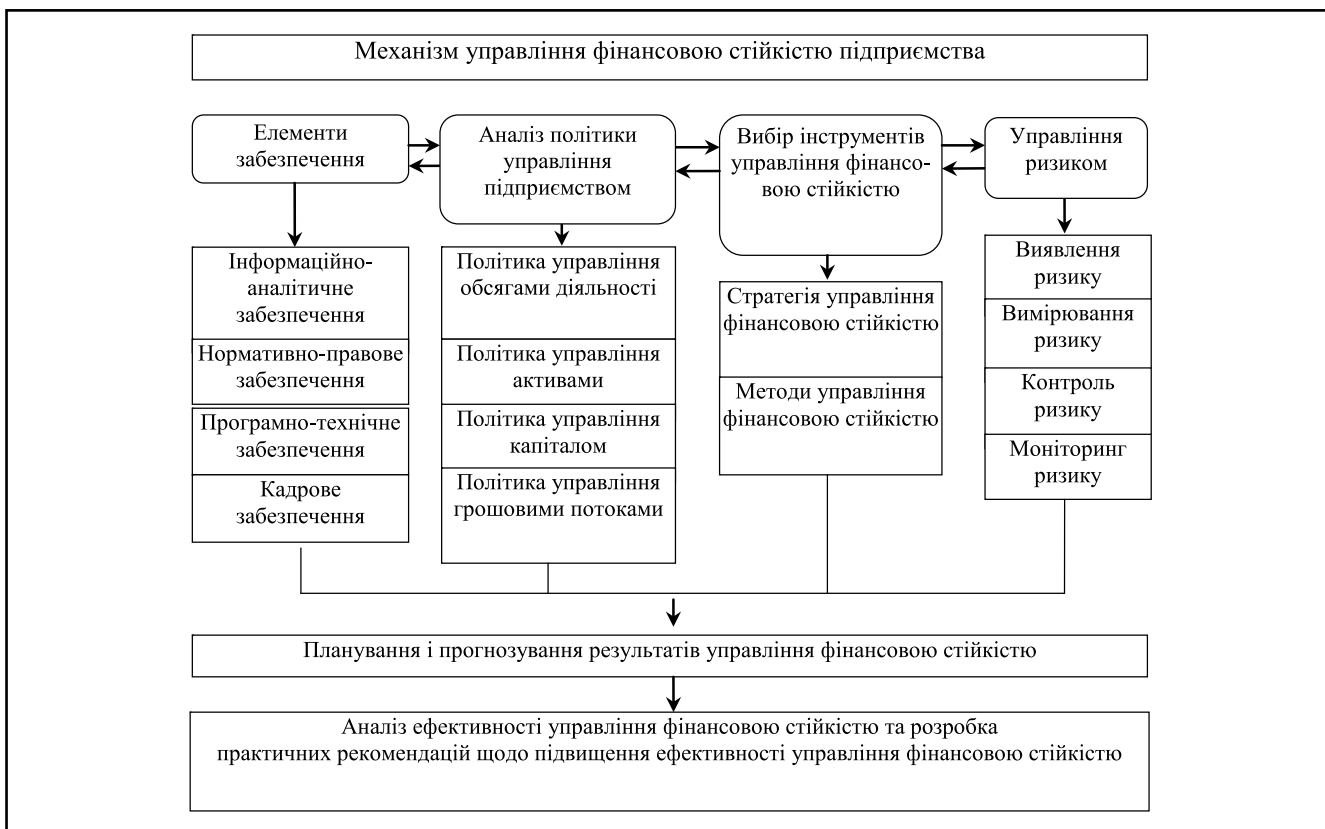 Механізм управління фінансовою стійкістю підприємства
Елементи
забезпечення
Аналіз політики
управління
підприємством
Вибір інструментів
управління фінансо-
вою стійкістю
Управління
ризиком
Інформаційно-
аналітичне
забезпечення
Нормативно-правове
забезпечення
Програмно-технічне
забезпечення
Кадрове
забезпечення
Політика управління
обсягами діяльності
Політика управління
активами
Політика управління
капіталом
Політика управління
грошовими потоками
Стратегія управління
фінансовою стійкістю
Методи управління
фінансовою стійкістю
Виявлення
ризику
Вимірювання
ризику
Контроль
ризику
Моніторинг
ризику
Планування і прогнозування результатів управління фінансовою стійкістю
Аналіз ефективності управління фінансовою стійкістю та розробка
практичних рекомендацій щодо підвищення ефективності управління фінансовою стійкістю